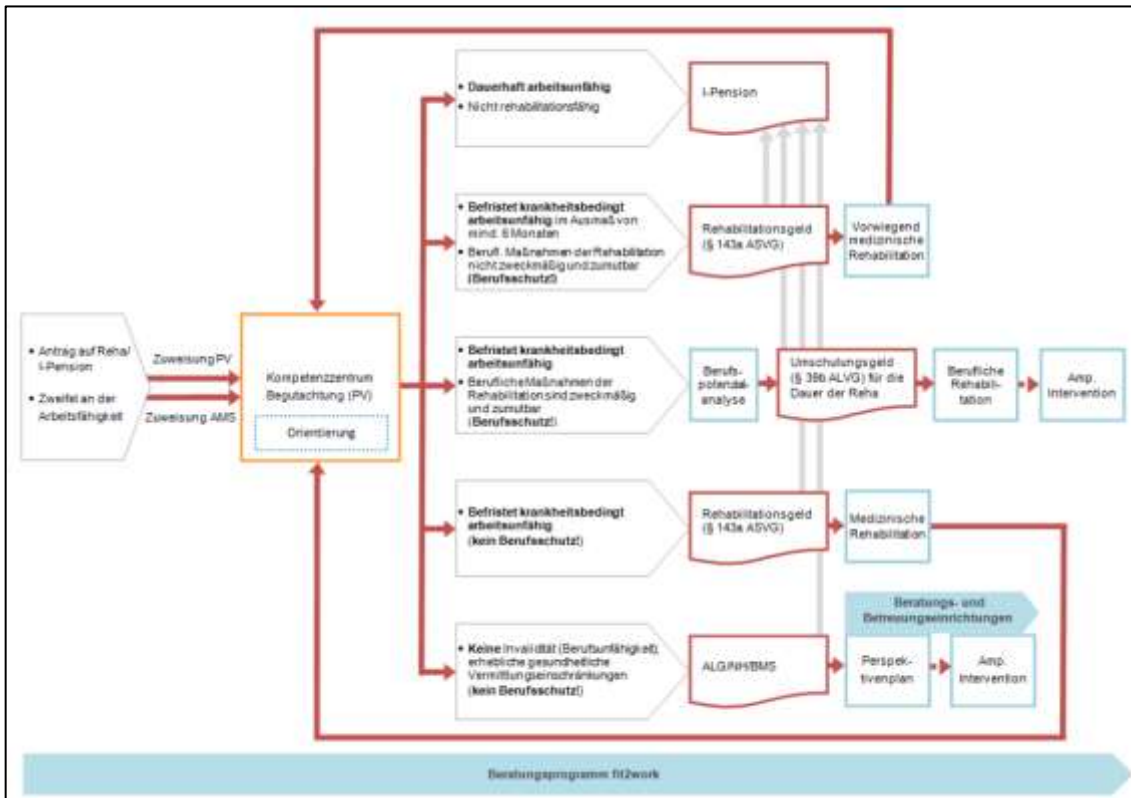 Dauerhaft arbeitsunfähig
Nicht rehabilitationsfähig
I-Pension
Befristet krankheitsbedingt
arbeitsunfähig im Ausmaß von
mind. 6 Monaten
Berufl. Maßnahmen der Rehabilitation
nicht zweckmäßig und zumutbar
(Berufsschutz!)
Rehabilitationsgeld
(§ 143a ASVG)
Vorwiegend
medizinische
Rehabilitation
Antrag auf Reha/
I-Pension
Zweifel an der
Arbeitsfähigkeit
Zuweisung PV
Zuweisung AMS
Kompetenzzentrum
Begutachtung (PV)
Orientierung
Befristet krankheitsbedingt
arbeitsunfähig
Berufliche Maßnahmen der
Rehabilitation sind zweckmäßig
und zumutbar
(Berufsschutz!)
Berufs-
potenzial-
analyse
Umschulungsgeld
(§ 39b ALVG) für die
Dauer der Reha
Berufliche
Rehabili-
tation
Amp.
Intervention
Befristet krankheitsbedingt
arbeitsunfähig
(kein Berufsschutz!)
Rehabilitationsgeld
(§ 143a ASVG)
Medizinische
Rehabilitation
Beratungs- und
Betreuungseinrichtungen
Keine Invalidität (Berufsunfähigkeit),
erhebliche gesundheitliche
Vermittlungseinschränkungen
(kein Berufsschutz!)
ALG/NH/BMS
Perspek-
tivenplan
Amp.
Intervention
Beratungsprogramm fit2work